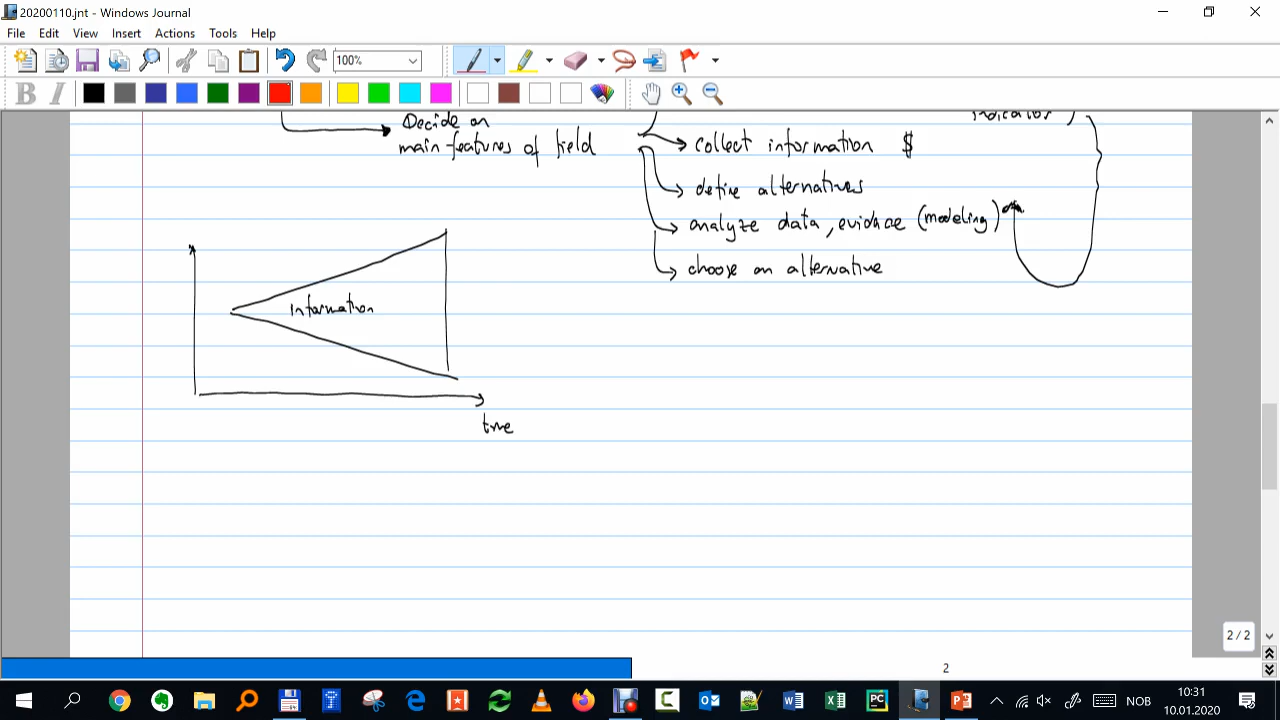 20200110.jnt - Windows Journal
File Edit View Insert Actions Tools Help
100%
B I
Decide on
main features of field
indicator )
collect information $
define alternatives
analyze data, evidence (modeling)
choose an alternative
information
time
2 / 2
2
NOB
10:31
10.01.2020